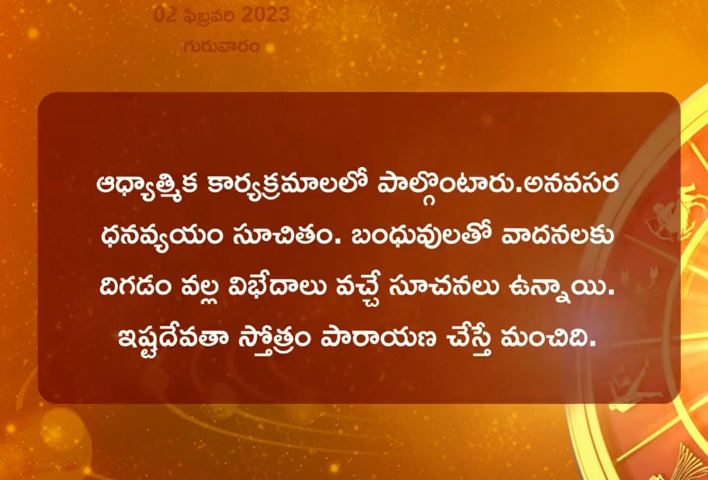 02 ఫిబ్రవరి 2023
గురువారం
ఆధ్యాత్మిక కార్యక్రమాలలో పాల్గొంటారు.అనవసర
ధనవ్యయం సూచితం. బంధువులతో వాదనలకు
దిగడం వల్ల విభేదాలు వచ్చే సూచనలు ఉన్నాయి.
ఇష్టదేవతా స్తోత్రం పారాయణ చేస్తే మంచిది.